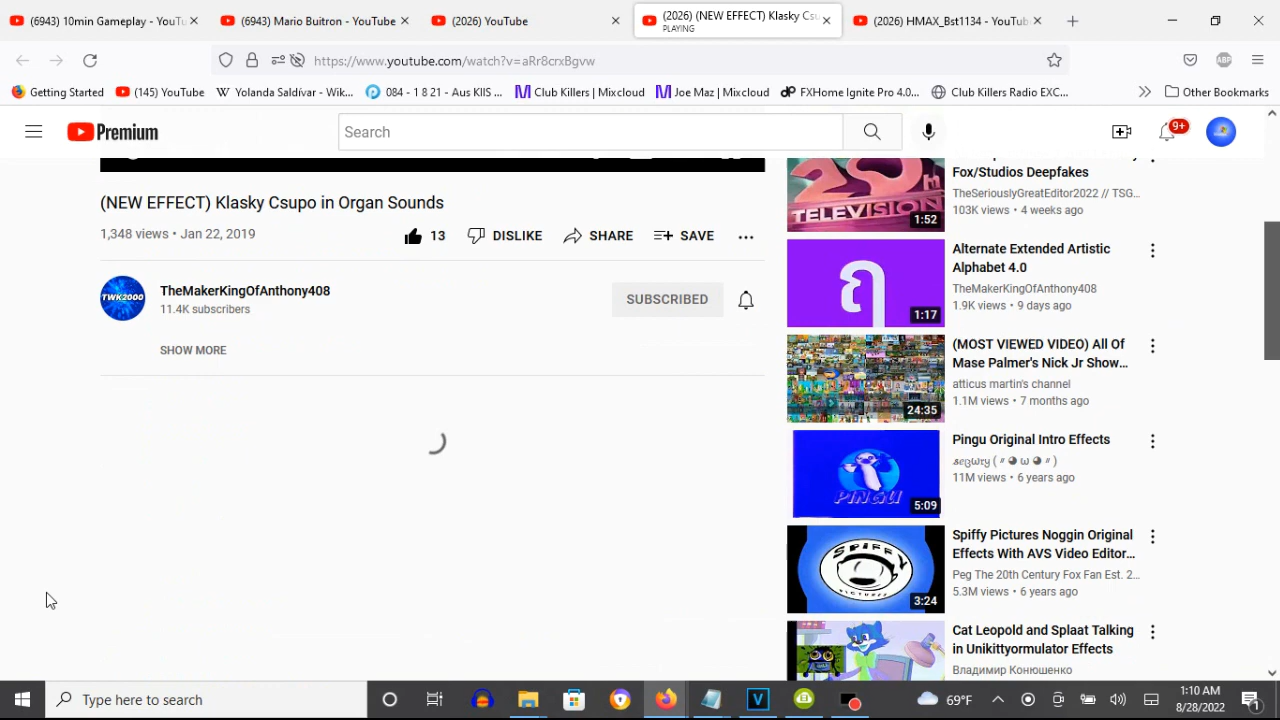 (6943) 10min Gameplay - YouTu
(6943) Mario Buitron - YouTube
(2026) YouTube
(2026) (NEW EFFECT) Klasky Csu
PLAYING
(2026) HMAX_Bst1134 - YouTub
https://www.youtube.com/watch?v=aRr8crxBgvw
ABP
Getting Started
(145) YouTube
Yolanda Saldívar - Wik...
084 - 1 8 21 - Aus KIIS ...
Club Killers | Mixcloud
Joe Maz | Mixcloud
FXHome Ignite Pro 4.0...
Club Killers Radio EXC...
Other Bookmarks
Premium
Search
9+
(NEW EFFECT) Klasky Csupo in Organ Sounds
1,348 views • Jan 22, 2019
13
DISLIKE
SHARE
SAVE
TWK2000
TheMakerKingOfAnthony408
11.4K subscribers
SUBSCRIBED
SHOW MORE
TELEVISION
1:52
Fox/Studios Deepfakes
TheSeriouslyGreatEditor2022 // TSG...
103K views • 4 weeks ago
ฤ
1:17
Alternate Extended Artistic
Alphabet 4.0
TheMakerKingOfAnthony408
1.9K views • 9 days ago
24:35
(MOST VIEWED VIDEO) All Of
Mase Palmer's Nick Jr Show...
atticus martin's channel
1.1M views • 7 months ago
PINGU
5:09
Pingu Original Intro Effects
11M views • 6 years ago
SPIFFY
PICTURES
3:24
Spiffy Pictures Noggin Original
Effects With AVS Video Editor...
Peg The 20th Century Fox Fan Est. 2...
5.3M views • 6 years ago
Cat Leopold and Splaat Talking
in Unikittyormulator Effects
Владимир Конюшенко
Type here to search
69°F
1:10 AM
8/28/2022
1